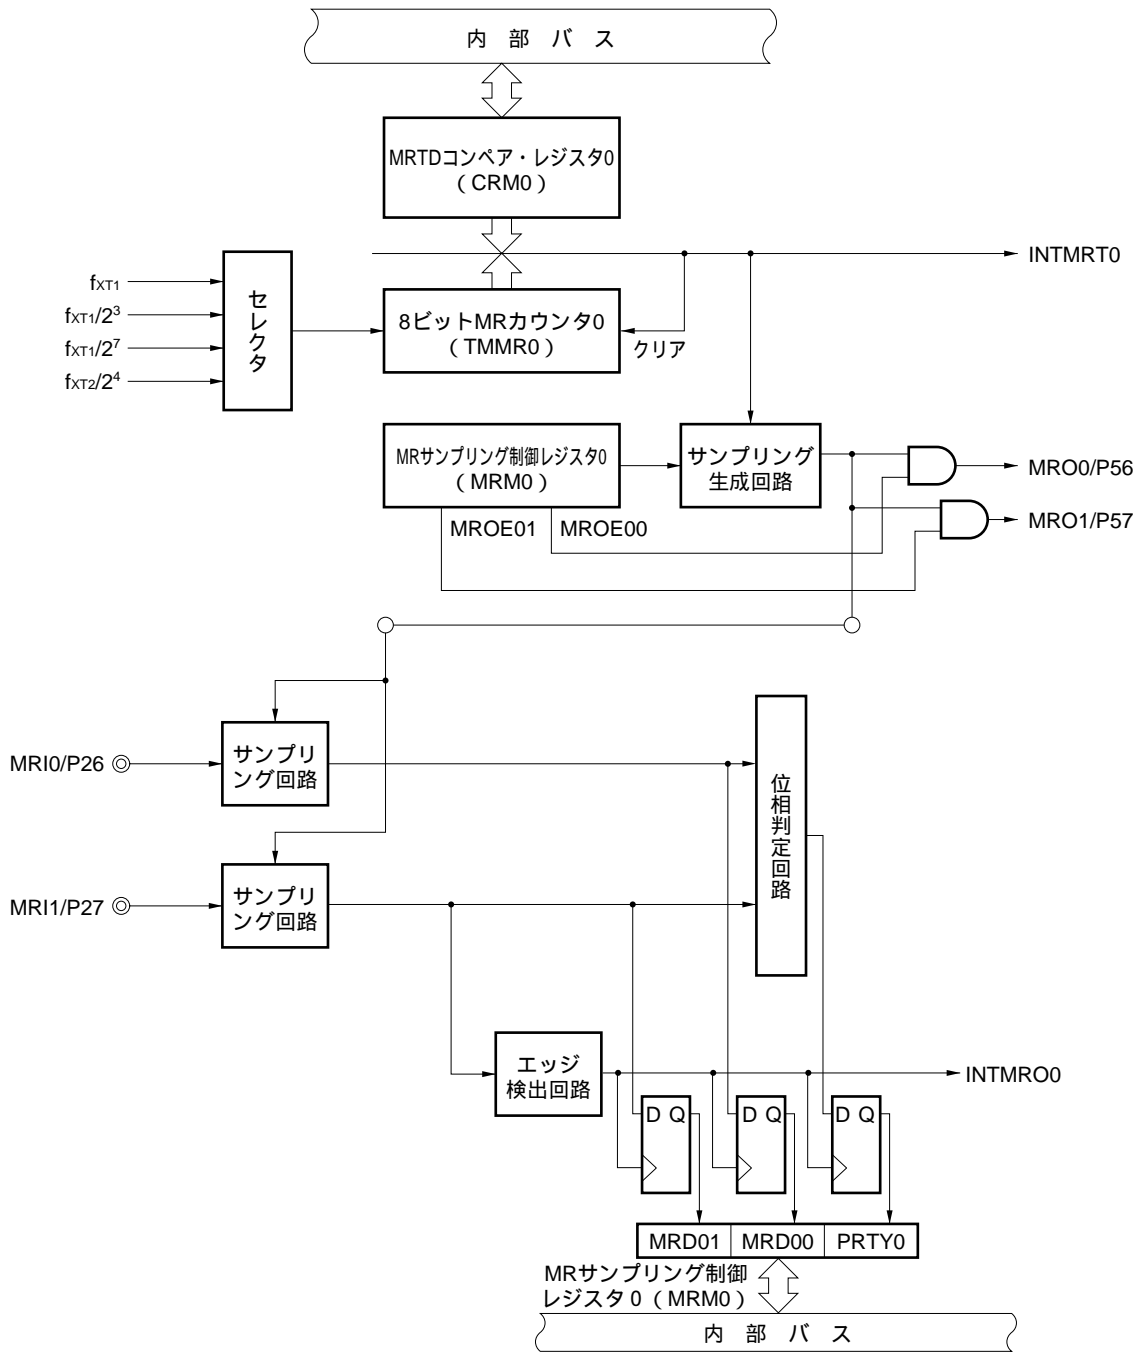 内 部 バ ス
MRTDコンペア・レジスタ0
(CRM0)
INTMRT0
fXT1
fXT1/2³
fXT1/2⁷
fXT2/2⁴
セレクタ
8ビットMRカウンタ0
(TMMR0)
クリア
MRサンプリング制御レジスタ0
(MRM0)
サンプリング
生成回路
MRO0/P56
MRO1/P57
MROE01
MROE00
MRI0/P26
サンプリ
ング回路
位相判定回路
MRI1/P27
サンプリ
ング回路
エッジ
検出回路
INTMRO0
D Q
D Q
D Q
MRD01
MRD00
PRTY0
MRサンプリング制御
レジスタ0(MRM0)
内 部 バ ス